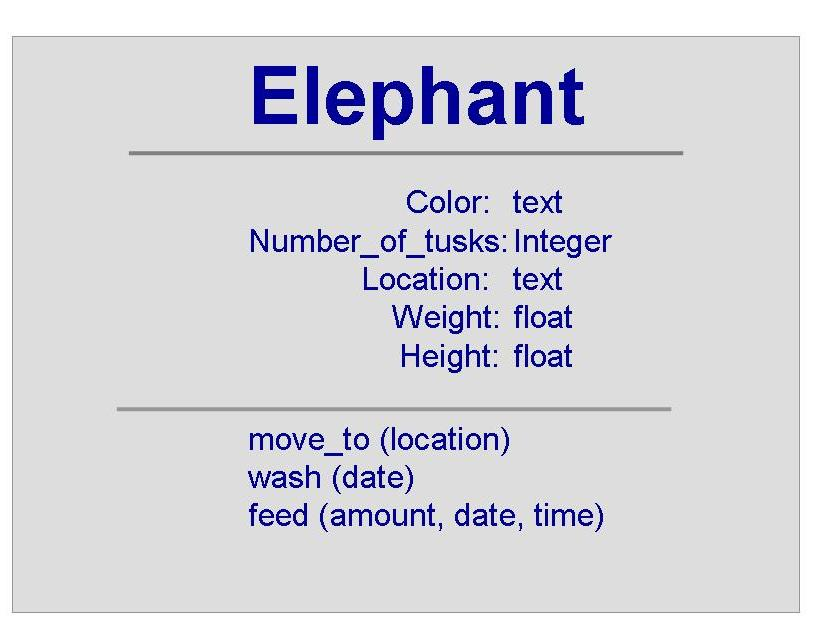 Elephant
Color: text
Number_of_tusks: Integer
Location: text
Weight: float
Height: float
move_to (location)
wash (date)
feed (amount, date, time)